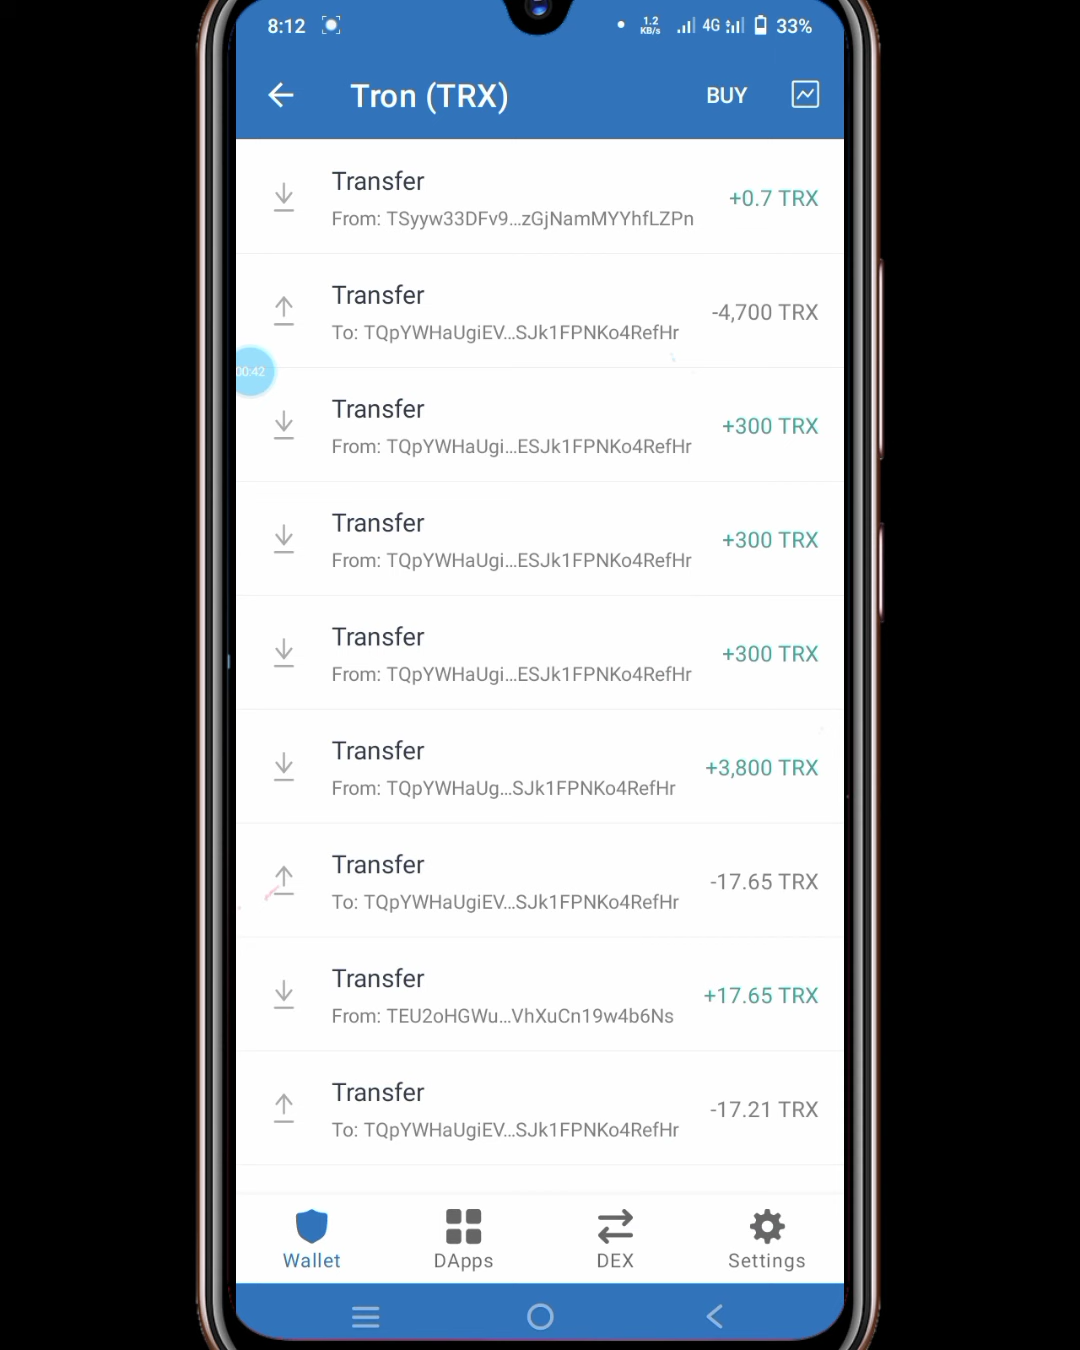 8:12 1.2 KB/s 4G 33%
Tron (TRX) BUY
Transfer
From: TSyyw33DFv9...zGjNamMYYhfLZPn
+0.7 TRX
Transfer
To: TQpYWHaUgiEV...SJk1FPNKo4RefHr
-4,700 TRX
00:42
Transfer
From: TQpYWHaUgi...ESJk1FPNKo4RefHr
+300 TRX
Transfer
From: TQpYWHaUgi...ESJk1FPNKo4RefHr
+300 TRX
Transfer
From: TQpYWHaUgi...ESJk1FPNKo4RefHr
+300 TRX
Transfer
From: TQpYWHaUg...SJk1FPNKo4RefHr
+3,800 TRX
Transfer
To: TQpYWHaUgiEV...SJk1FPNKo4RefHr
-17.65 TRX
Transfer
From: TEU2oHGWu...VhXuCn19w4b6Ns
+17.65 TRX
Transfer
To: TQpYWHaUgiEV...SJk1FPNKo4RefHr
-17.21 TRX
Wallet DApps DEX Settings